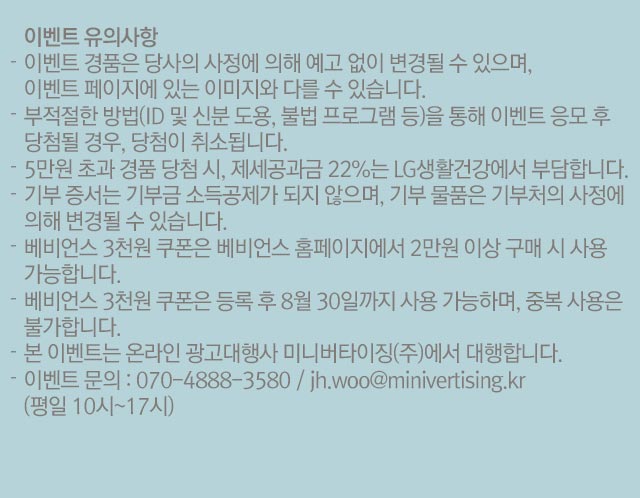 이벤트 유의사항
- 이벤트 경품은 당사의 사정에 의해 예고 없이 변경될 수 있으며,
이벤트 페이지에 있는 이미지와 다를 수 있습니다.
- 부적절한 방법(ID 및 신분 도용, 불법 프로그램 등)을 통해 이벤트 응모 후
당첨될 경우, 당첨이 취소됩니다.
- 5만원 초과 경품 당첨 시, 제세공과금 22%는 LG생활건강에서 부담합니다.
- 기부 증서는 기부금 소득공제가 되지 않으며, 기부 물품은 기부처의 사정에
의해 변경될 수 있습니다.
- 베비언스 3천원 쿠폰은 베비언스 홈페이지에서 2만원 이상 구매 시 사용
가능합니다.
- 베비언스 3천원 쿠폰은 등록 후 8월 30일까지 사용 가능하며, 중복 사용은
불가합니다.
- 본 이벤트는 온라인 광고대행사 미니버타이징(주)에서 대행합니다.
- 이벤트 문의 : 070-4888-3580 / jh.woo@minivertising.kr
(평일 10시~17시)